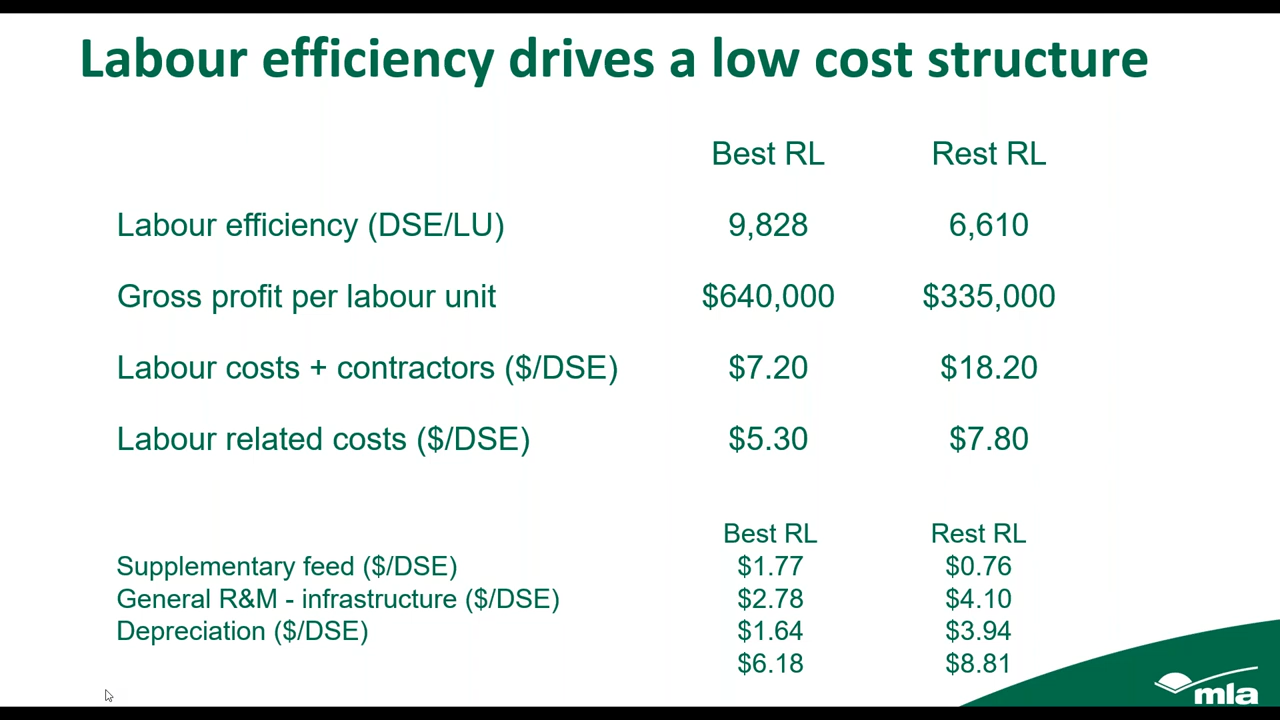 Labour efficiency drives a low cost structure
Best RL Rest RL
Labour efficiency (DSE/LU) 9,828 6,610
Gross profit per labour unit $640,000 $335,000
Labour costs + contractors ($/DSE) $7.20 $18.20
Labour related costs ($/DSE) $5.30 $7.80
Best RL Rest RL
Supplementary feed ($/DSE) $1.77 $0.76
General R&M - infrastructure ($/DSE) $2.78 $4.10
Depreciation ($/DSE) $1.64 $3.94
$6.18 $8.81
mla